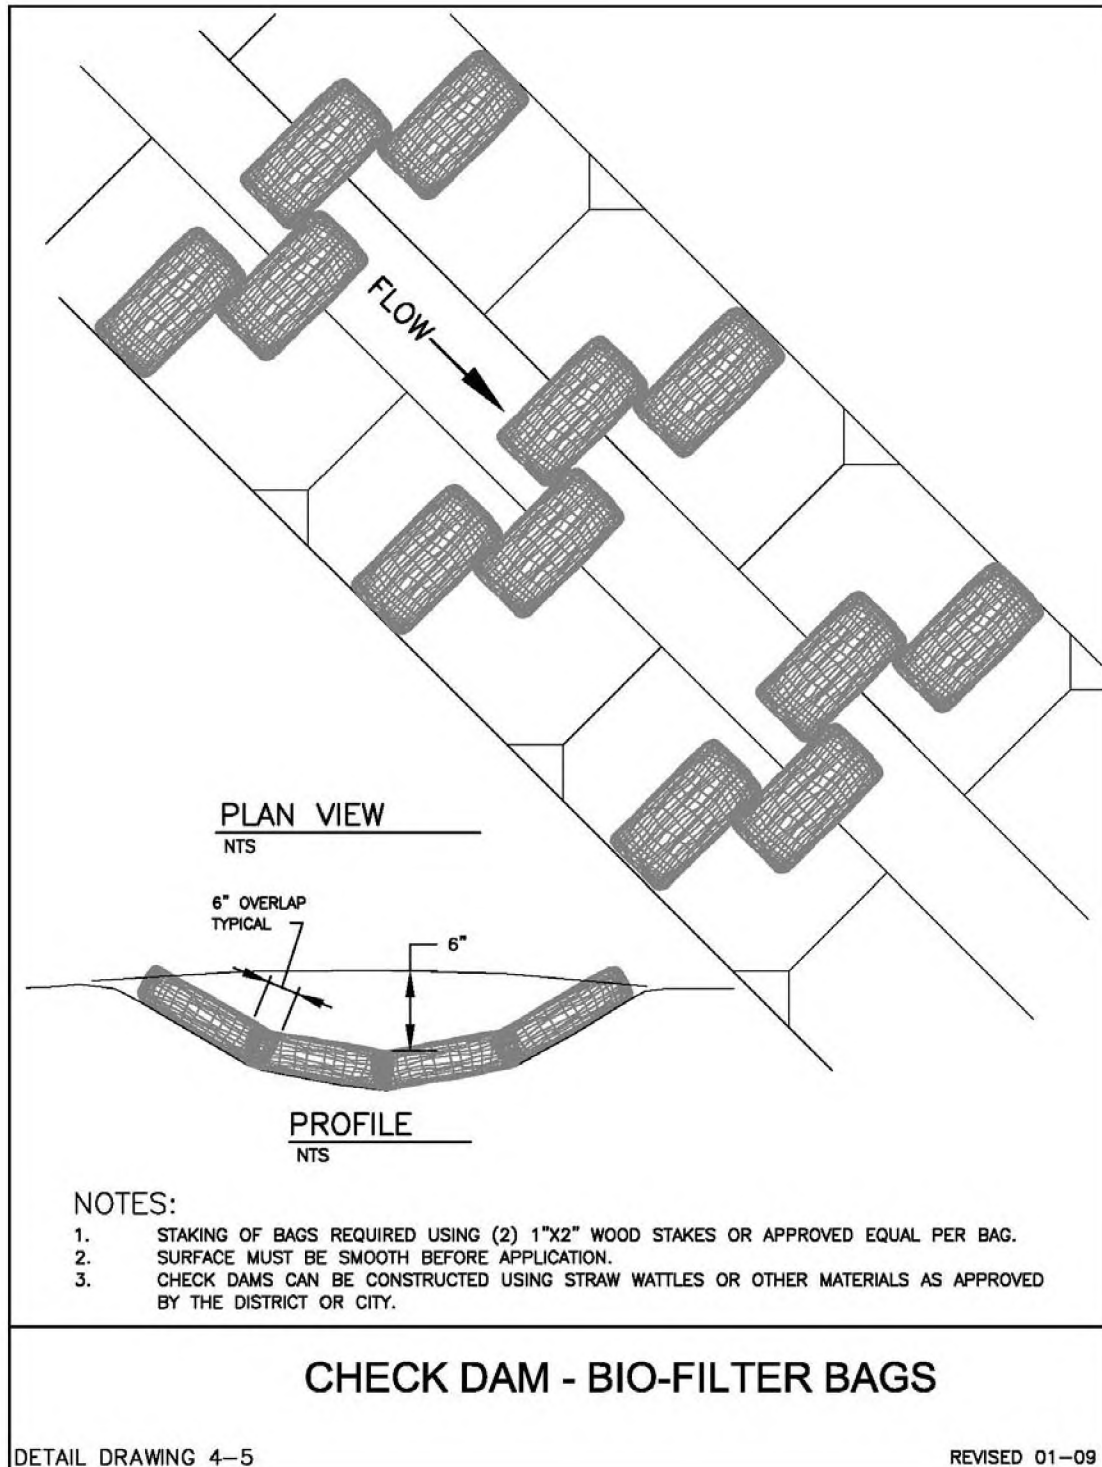 FLOW
PLAN VIEW
NTS
6" OVERLAP
TYPICAL
6"
PROFILE
NTS
NOTES:
1. STAKING OF BAGS REQUIRED USING (2) 1"X2" WOOD STAKES OR APPROVED EQUAL PER BAG.
2. SURFACE MUST BE SMOOTH BEFORE APPLICATION.
3. CHECK DAMS CAN BE CONSTRUCTED USING STRAW WATTLES OR OTHER MATERIALS AS APPROVED
BY THE DISTRICT OR CITY.
CHECK DAM - BIO-FILTER BAGS
DETAIL DRAWING 4-5
REVISED 01-09